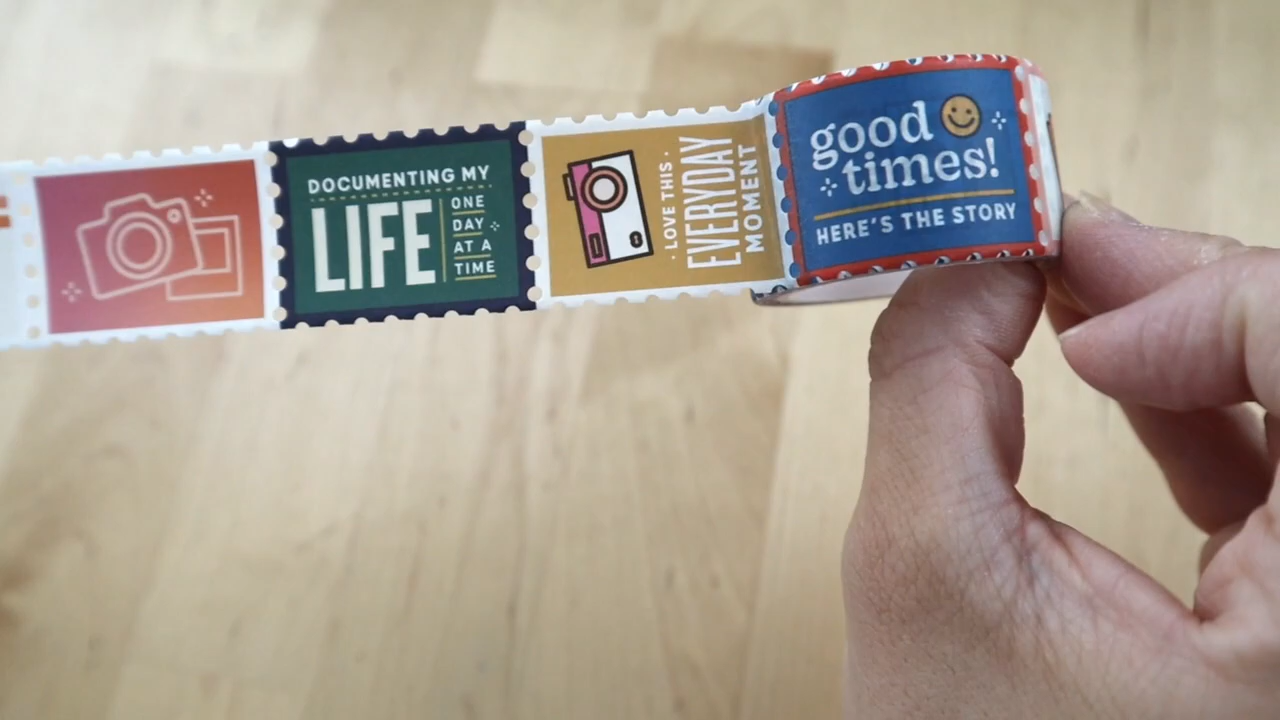 DOCUMENTING MY
LIFE
ONE
DAY
AT A
TIME
· LOVE THIS ·
EVERYDAY
MOMENT
good
times!
HERE'S THE STORY